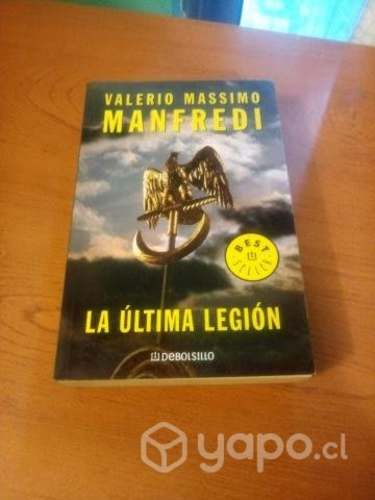 VALERIO MASSIMO
MANFREDI
BEST
SELLER
LA ÚLTIMA LEGIÓN
DEBOLSILLO
yapo.cl